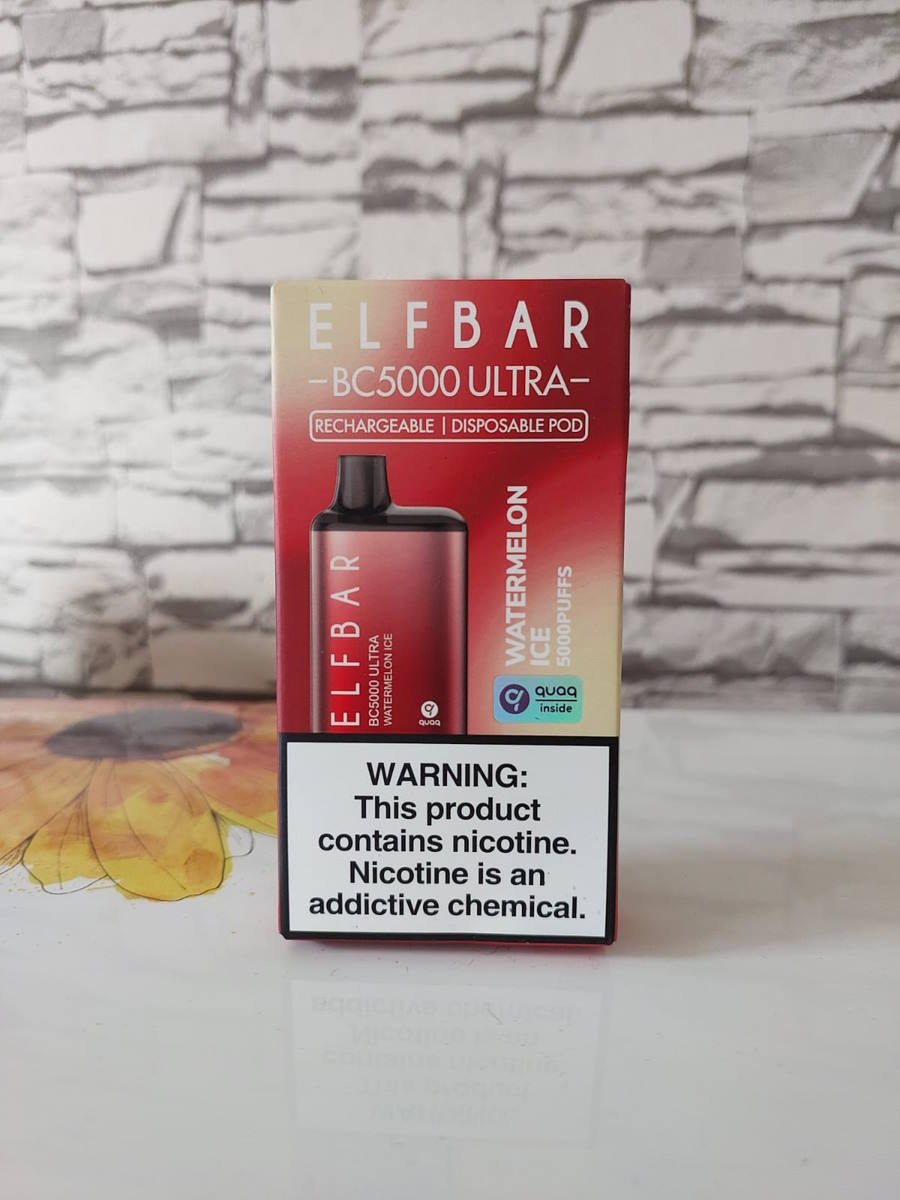 ELFBAR
-BC5000 ULTRA-
RECHARGEABLE | DISPOSABLE POD
ELFBAR
BC5000 ULTRA
WATERMELON ICE
quaq
WATERMELON
ICE
5000PUFFS
quaq
inside
WARNING:
This product
contains nicotine.
Nicotine is an
addictive chemical.